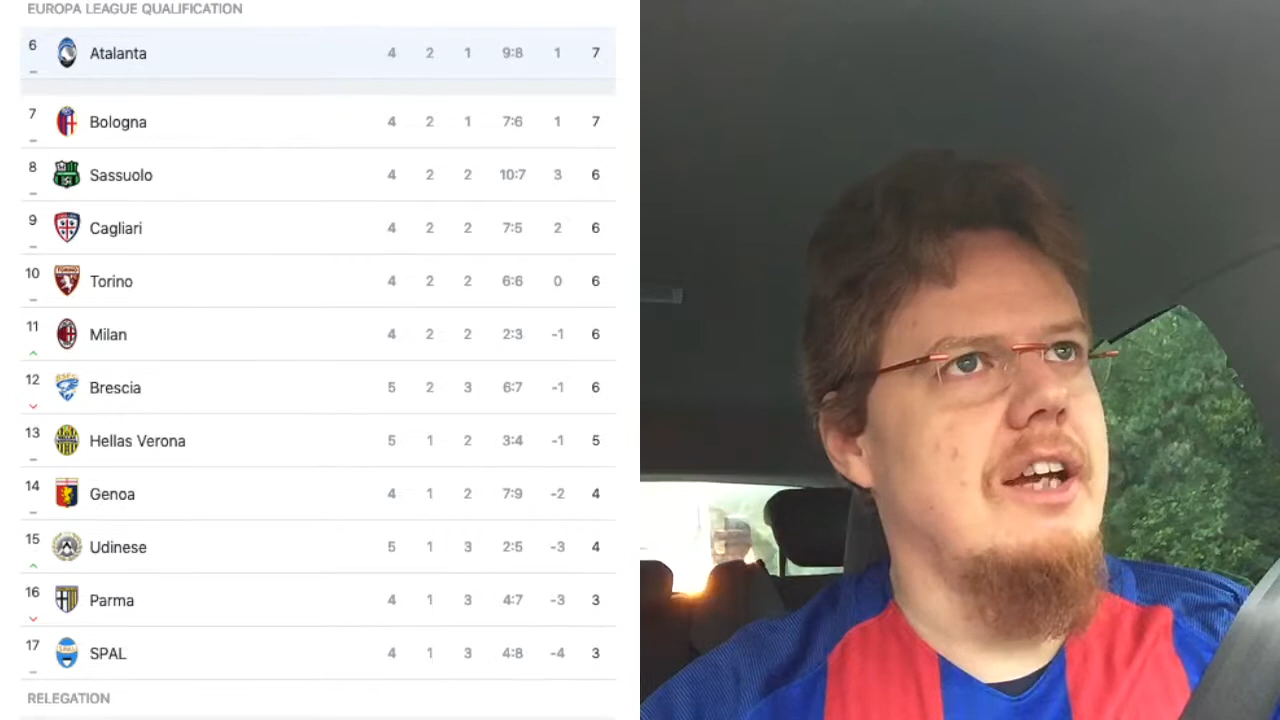 EUROPA LEAGUE QUALIFICATION
6 Atalanta 4 2 1 9:8 1 7
7 Bologna 4 2 1 7:6 1 7
8 Sassuolo 4 2 2 10:7 3 6
9 Cagliari 4 2 2 7:5 2 6
10 Torino 4 2 2 6:6 0 6
11 Milan 4 2 2 2:3 -1 6
12 Brescia 5 2 3 6:7 -1 6
13 Hellas Verona 5 1 2 3:4 -1 5
14 Genoa 4 1 2 7:9 -2 4
15 Udinese 5 1 3 2:5 -3 4
16 Parma 4 1 3 4:7 -3 3
17 SPAL 4 1 3 4:8 -4 3
RELEGATION